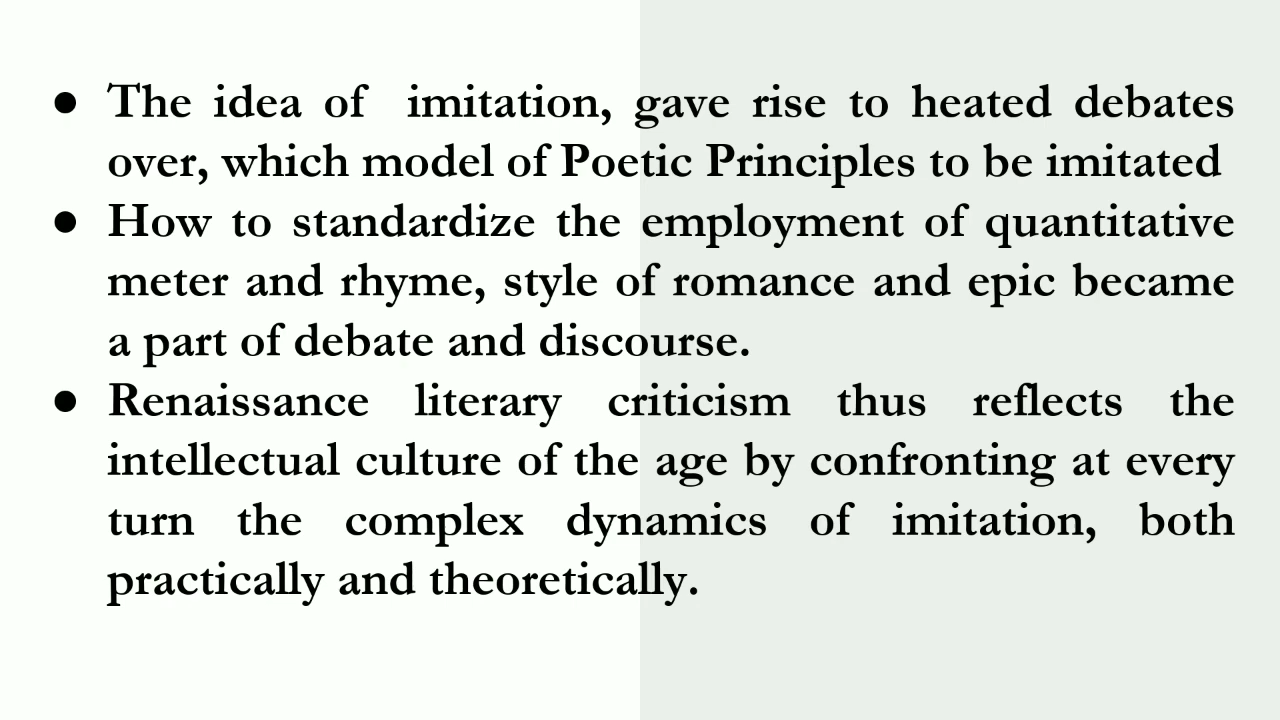 ● The idea of  imitation, gave rise to heated debates
over, which model of Poetic Principles to be imitated
● How to standardize the employment of quantitative
meter and rhyme, style of romance and epic became
a part of debate and discourse.
● Renaissance literary criticism thus reflects the
intellectual culture of the age by confronting at every
turn the complex dynamics of imitation, both
practically and theoretically.